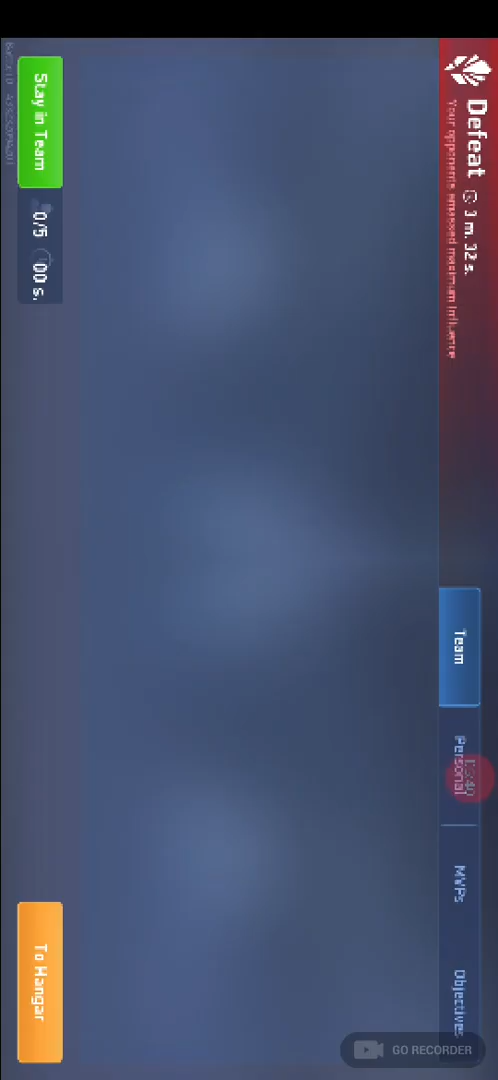 Defeat 3 m. 32 s.
Your opponents amassed maximum influence
Team
Personal
MVPs
Objectives
Stay in Team
0/5 00 s.
To Hangar
GO RECORDER